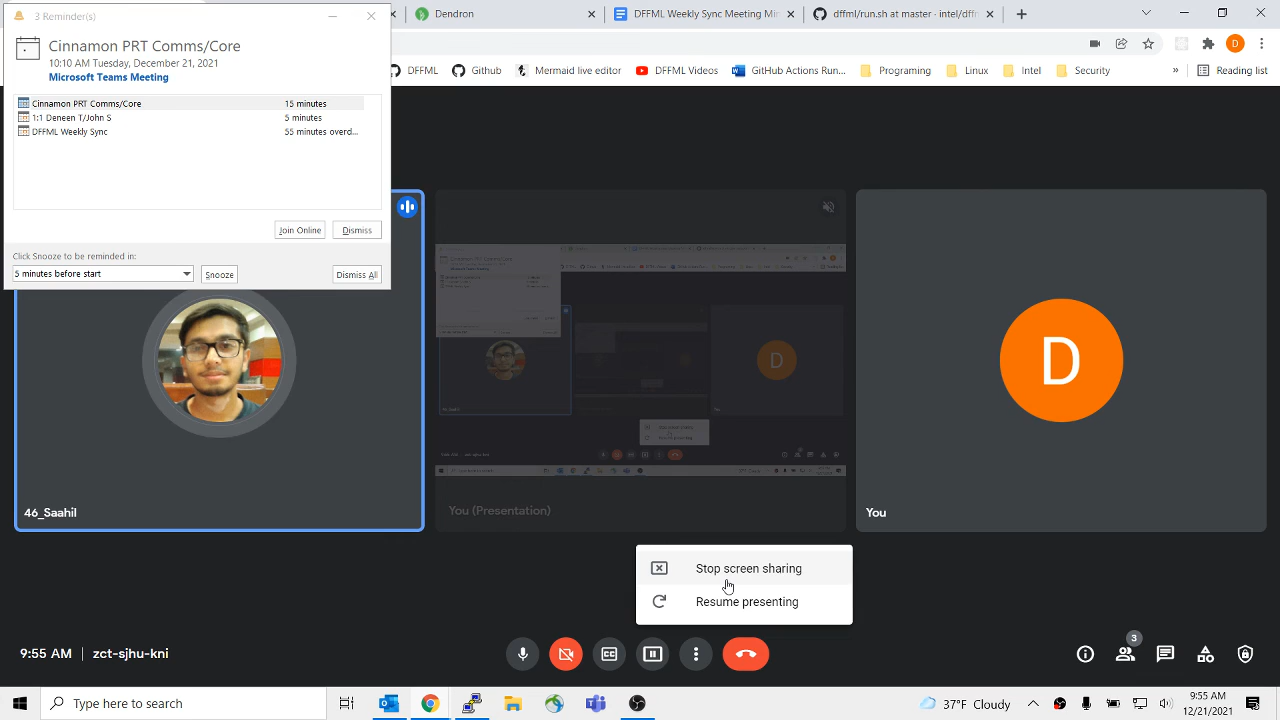 3 Reminder(s)
Cinnamon PRT Comms/Core
10:10 AM Tuesday, December 21, 2021
Microsoft Teams Meeting
Cinnamon PRT Comms/Core 15 minutes
1:1 Deneen T/John S 5 minutes
DFFML Weekly Sync 55 minutes overd...
Join Online Dismiss
Click Snooze to be reminded in:
5 minutes before start Snooze Dismiss All
Dendron DFFML Weekly Sync Meeting Min dffml/run.sh at master · intel/dff
D
DFFML Github Mermaid live editor DFFML Videos GitHub Actions -... Programing Linux Intel Security » Reading list
D
D
46_Saahil
You (Presentation)
You
Stop screen sharing
Resume presenting
9:55 AM zct-sjhu-kni
3
Type here to search
37°F Cloudy
9:55 AM
12/21/2021